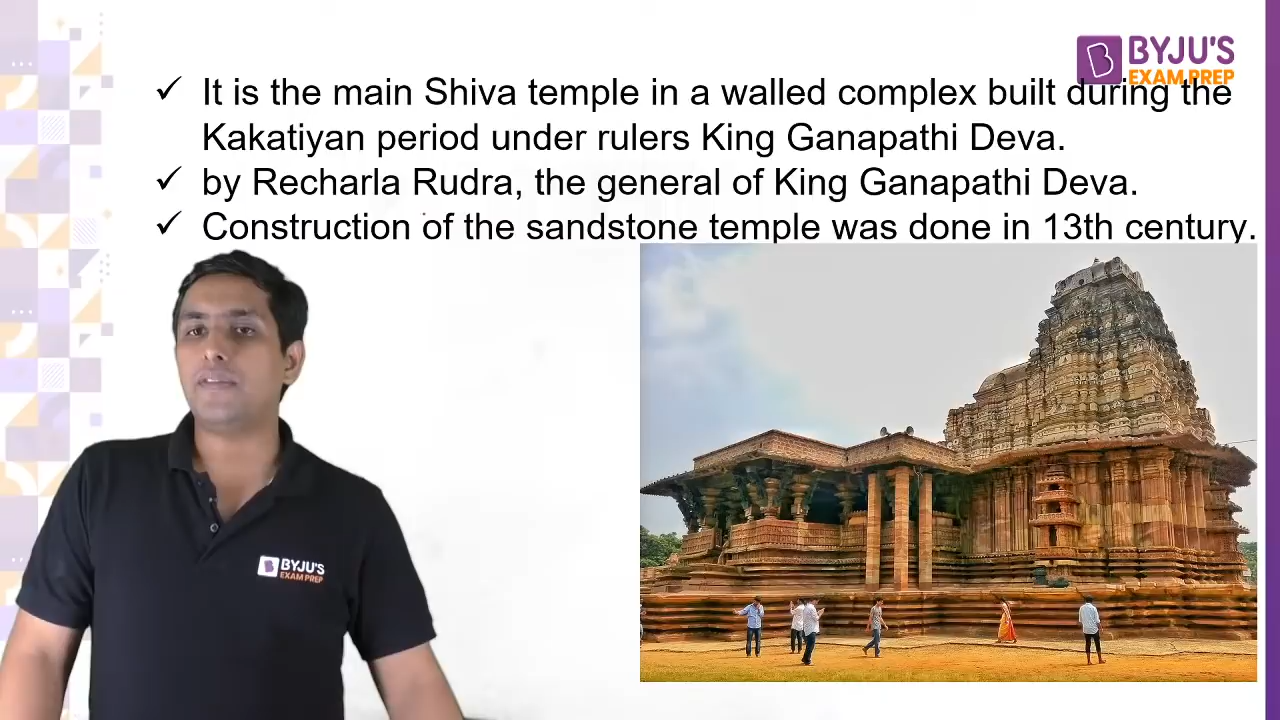 BYJU'S
EXAM PREP
✓ It is the main Shiva temple in a walled complex built during the
Kakatiyan period under rulers King Ganapathi Deva.
✓ by Recharla Rudra, the general of King Ganapathi Deva.
✓ Construction of the sandstone temple was done in 13th century.
BYJU'S
EXAM PREP